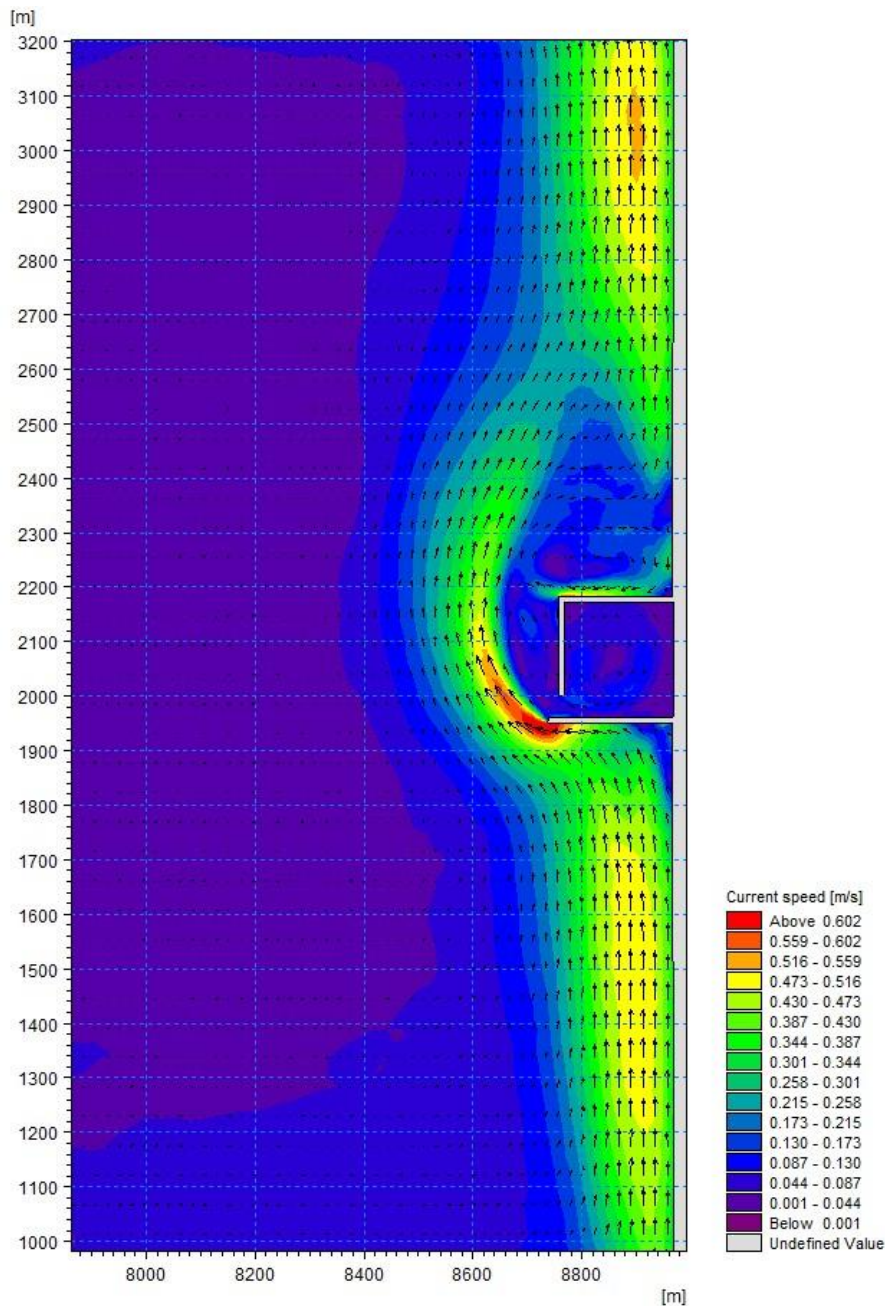 [m]
3200
3100
3000
2900
2800
2700
2600
2500
2400
2300
2200
2100
2000
1900
1800
1700
1600
1500
1400
1300
1200
1100
1000
8000 8200 8400 8600 8800
[m]
Current speed [m/s]
Above 0.602
0.559 - 0.602
0.516 - 0.559
0.473 - 0.516
0.430 - 0.473
0.387 - 0.430
0.344 - 0.387
0.301 - 0.344
0.258 - 0.301
0.215 - 0.258
0.173 - 0.215
0.130 - 0.173
0.087 - 0.130
0.044 - 0.087
0.001 - 0.044
Below 0.001
Undefined Value